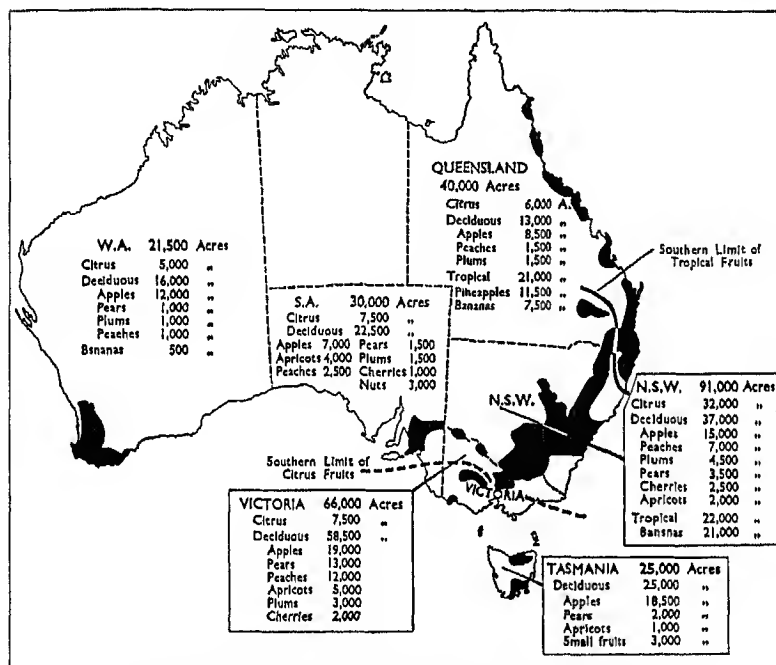 QUEENSLAND
40,000 Acres
Citrus 6,000 A.
Deciduous 13,000 "
Apples 8,500 "
Peaches 1,500 "
Plums 1,500 "
Tropical 21,000 "
Pineapples 11,500 "
Bananas 7,500 "
Southern Limit of
Tropical Fruits
W.A. 21,500 Acres
Citrus 5,000 "
Deciduous 16,000 "
Apples 12,000 "
Pears 1,000 "
Plums 1,000 "
Peaches 1,000 "
Bsnanas 500 "
S.A. 30,000 Acres
Citrus 7,500 "
Deciduous 22,500 "
Apples 7,000 Pears 1,500
Apricots 4,000 Plums 1,500
Peaches 2,500 Cherries 1,000
Nuts 3,000
N.S.W.
N.S.W. 91,000 Acres
Citrus 32,000 "
Deciduous 37,000 "
Apples 15,000 "
Peaches 7,000 "
Plums 4,500 "
Pears 3,500 "
Cherries 2,500 "
Apricots 2,000 "
Tropical 22,000 "
Bansnas 21,000 "
Southern Limit of
Citrus Fruits
VICTORIA
VICTORIA 66,000 Acres
Citrus 7,500 "
Deciduous 58,500 "
Apples 19,000
Pears 13,000
Peaches 12,000
Apricots 5,000
Plums 3,000
Cherries 2,000
TASMANIA 25,000 Acres
Deciduous 25,000 "
Apples 18,500 "
Pears 2,000 "
Apricots 1,000 "
Small fruits 3,000 "